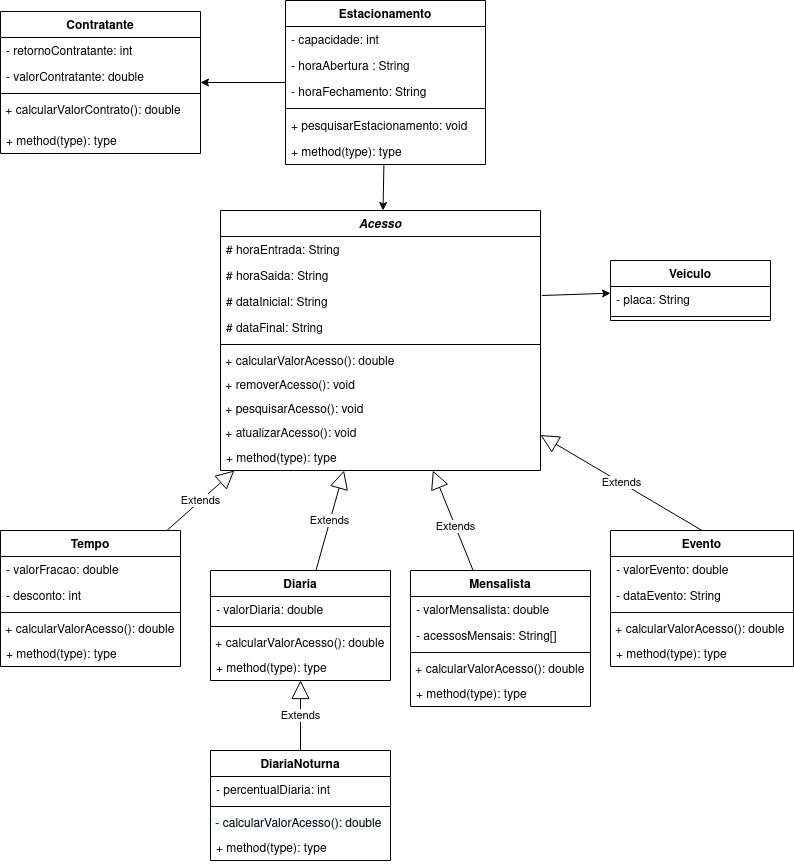 Contratante
- retornoContratante: int
- valorContratante: double
+ calcularValorContrato(): double
+ method(type): type
Estacionamento
- capacidade: int
- horaAbertura : String
- horaFechamento: String
+ pesquisarEstacionamento: void
+ method(type): type
Acesso
# horaEntrada: String
# horaSaida: String
# dataInicial: String
# dataFinal: String
+ calcularValorAcesso(): double
+ removerAcesso(): void
+ pesquisarAcesso(): void
+ atualizarAcesso(): void
+ method(type): type
Veiculo
- placa: String
Extends
Extends
Extends
Extends
Tempo
- valorFracao: double
- desconto: int
+ calcularValorAcesso(): double
+ method(type): type
Diaria
- valorDiaria: double
+ calcularValorAcesso(): double
+ method(type): type
Mensalista
- valorMensalista: double
- acessosMensais: String[]
+ calcularValorAcesso(): double
+ method(type): type
Evento
- valorEvento: double
- dataEvento: String
+ calcularValorAcesso(): double
+ method(type): type
Extends
DiariaNoturna
- percentualDiaria: int
- calcularValorAcesso(): double
+ method(type): type